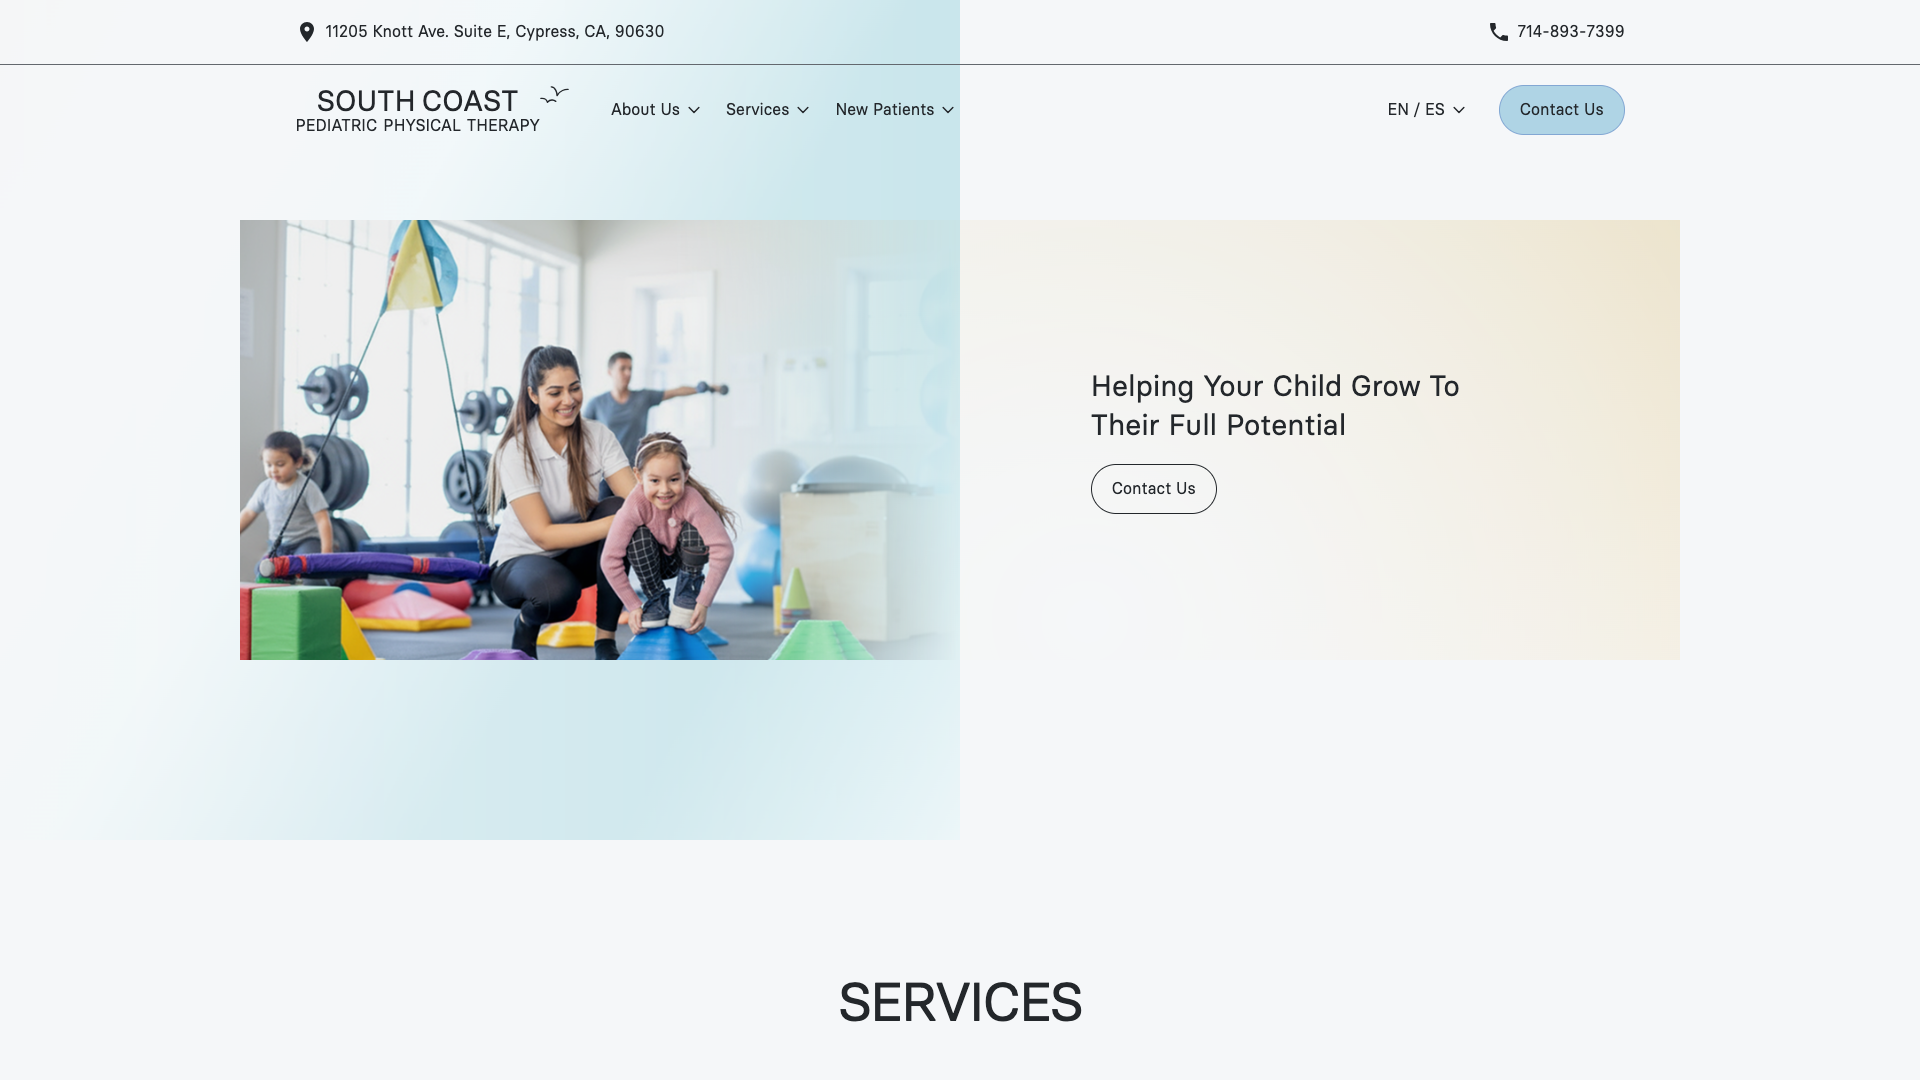 11205 Knott Ave. Suite E, Cypress, CA, 90630
714-893-7399
SOUTH COAST
PEDIATRIC PHYSICAL THERAPY
About Us
Services
New Patients
EN / ES
Contact Us
Helping Your Child Grow To
Their Full Potential
Contact Us
SERVICES